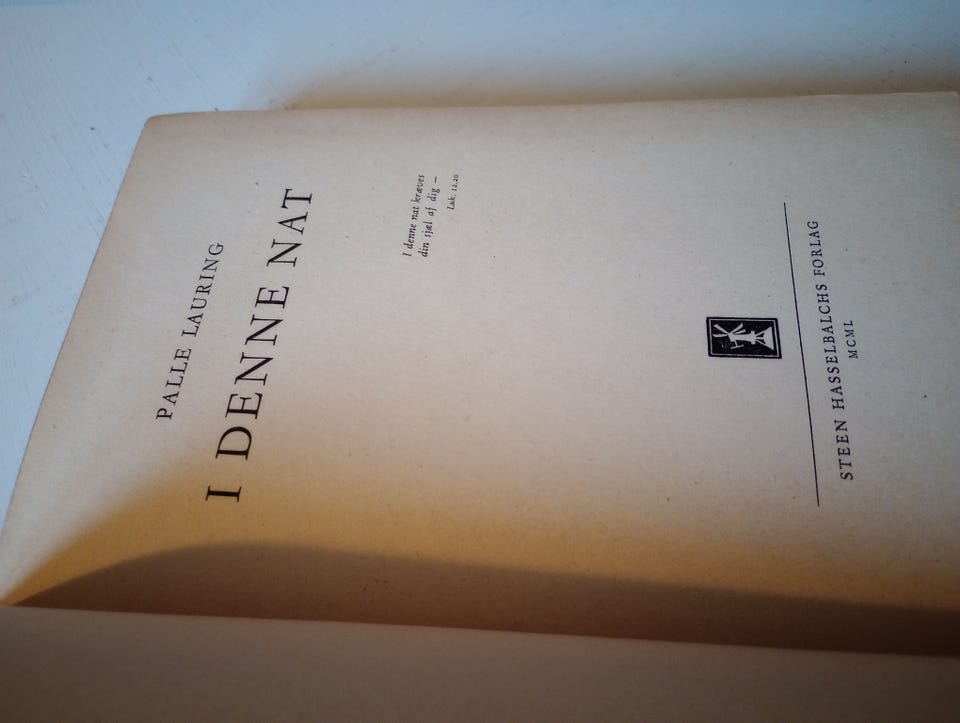 PALLE LAURING
I DENNE NAT
I denne nat kræves
din sjæl af dig –
Luk. 12.20
STEEN HASSELBALCHS FORLAG
MCML